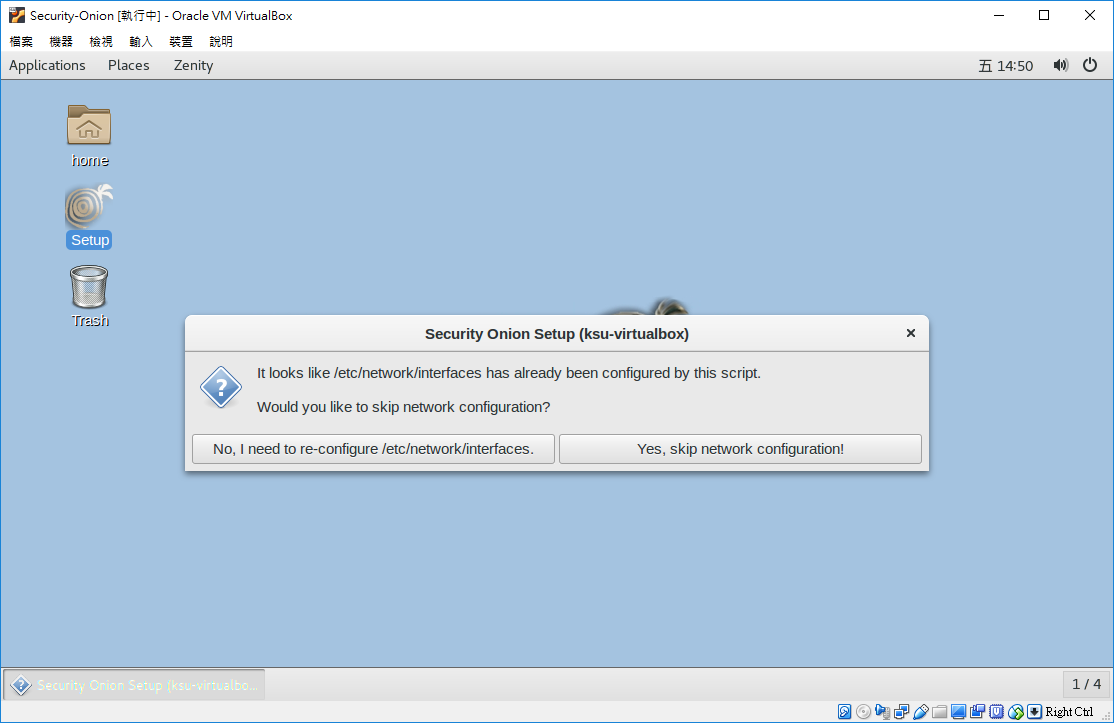 Security-Onion [執行中] - Oracle VM VirtualBox
檔案 機器 檢視 輸入 裝置 說明
Applications Places Zenity 五 14:50
home
Setup
Trash
Security Onion Setup (ksu-virtualbox)
It looks like /etc/network/interfaces has already been configured by this script.
Would you like to skip network configuration?
No, I need to re-configure /etc/network/interfaces. Yes, skip network configuration!
Security Onion Setup (ksu-virtualbo... 1 / 4
Right Ctrl